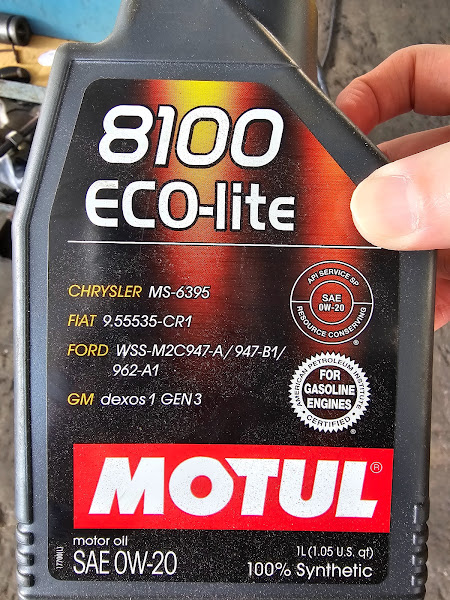 8100
ECO-lite
CHRYSLER MS-6395
FIAT 9.55535-CR1
FORD WSS-M2C947-A/947-B1/
962-A1
GM dexos1 GEN3
API SERVICE SP
SAE
0W-20
RESOURCE CONSERVING
®
AMERICAN PETROLEUM INSTITUTE
FOR
GASOLINE
ENGINES
CERTIFIED
®
MOTUL®
motor oil
SAE 0W-20
1L (1.05 U.S. qt)
100% Synthetic